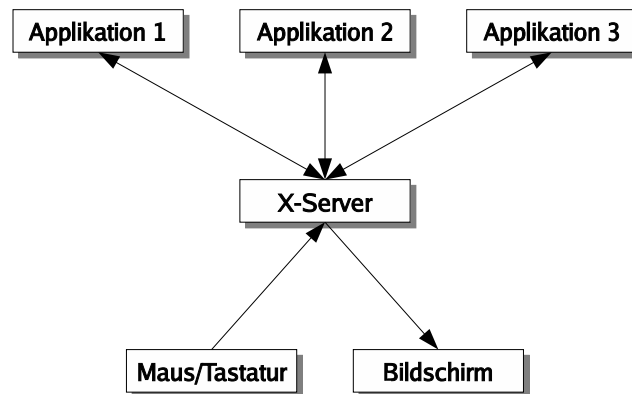 Applikation 1
Applikation 2
Applikation 3
X-Server
Maus/Tastatur
Bildschirm